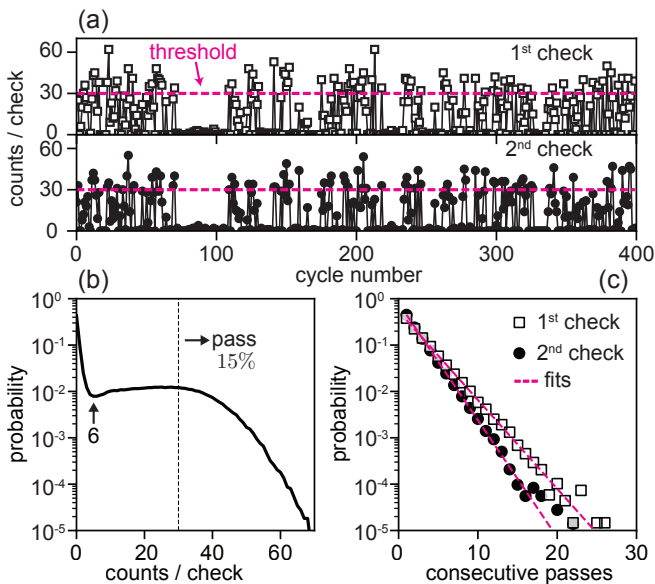 (a)
60
threshold
1st check
30
0
counts / check
60
2nd check
30
0
0 100 200 300 400
cycle number
(b)
10^0
10^-1
10^-2
10^-3
10^-4
10^-5
probability
pass
15%
6
0 20 40 60
counts / check
(c)
10^0
10^-1
10^-2
10^-3
10^-4
10^-5
probability
1st check
2nd check
fits
0 10 20 30
consecutive passes